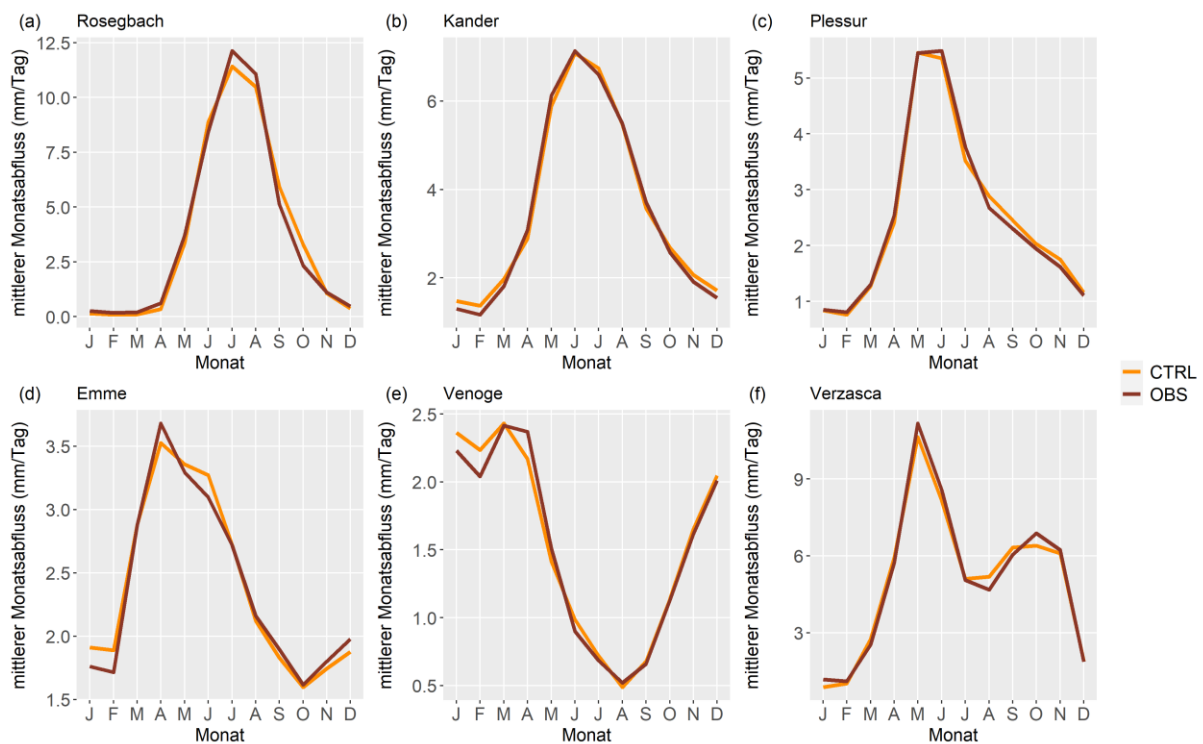 (a) Rosegbach
mittlerer Monatsabfluss (mm/Tag)
12.5
10.0
7.5
5.0
2.5
0.0
J F M A M J J A S O N D
Monat
(b) Kander
mittlerer Monatsabfluss (mm/Tag)
6
4
2
J F M A M J J A S O N D
Monat
(c) Plessur
mittlerer Monatsabfluss (mm/Tag)
5
4
3
2
1
J F M A M J J A S O N D
Monat
CTRL
OBS
(d) Emme
mittlerer Monatsabfluss (mm/Tag)
3.5
3.0
2.5
2.0
1.5
J F M A M J J A S O N D
Monat
(e) Venoge
mittlerer Monatsabfluss (mm/Tag)
2.5
2.0
1.5
1.0
0.5
J F M A M J J A S O N D
Monat
(f) Verzasca
mittlerer Monatsabfluss (mm/Tag)
9
6
3
J F M A M J J A S O N D
Monat